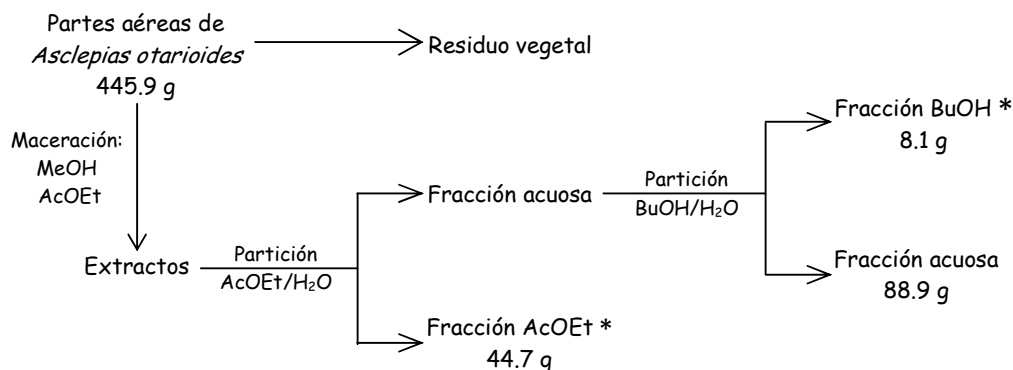 Partes aéreas de
Asclepias otarioides
445.9 g
Residuo vegetal
Maceración:
MeOH
AcOEt
Extractos
Partición
AcOEt/H₂O
Fracción acuosa
Fracción AcOEt *
44.7 g
Partición
BuOH/H₂O
Fracción BuOH *
8.1 g
Fracción acuosa
88.9 g